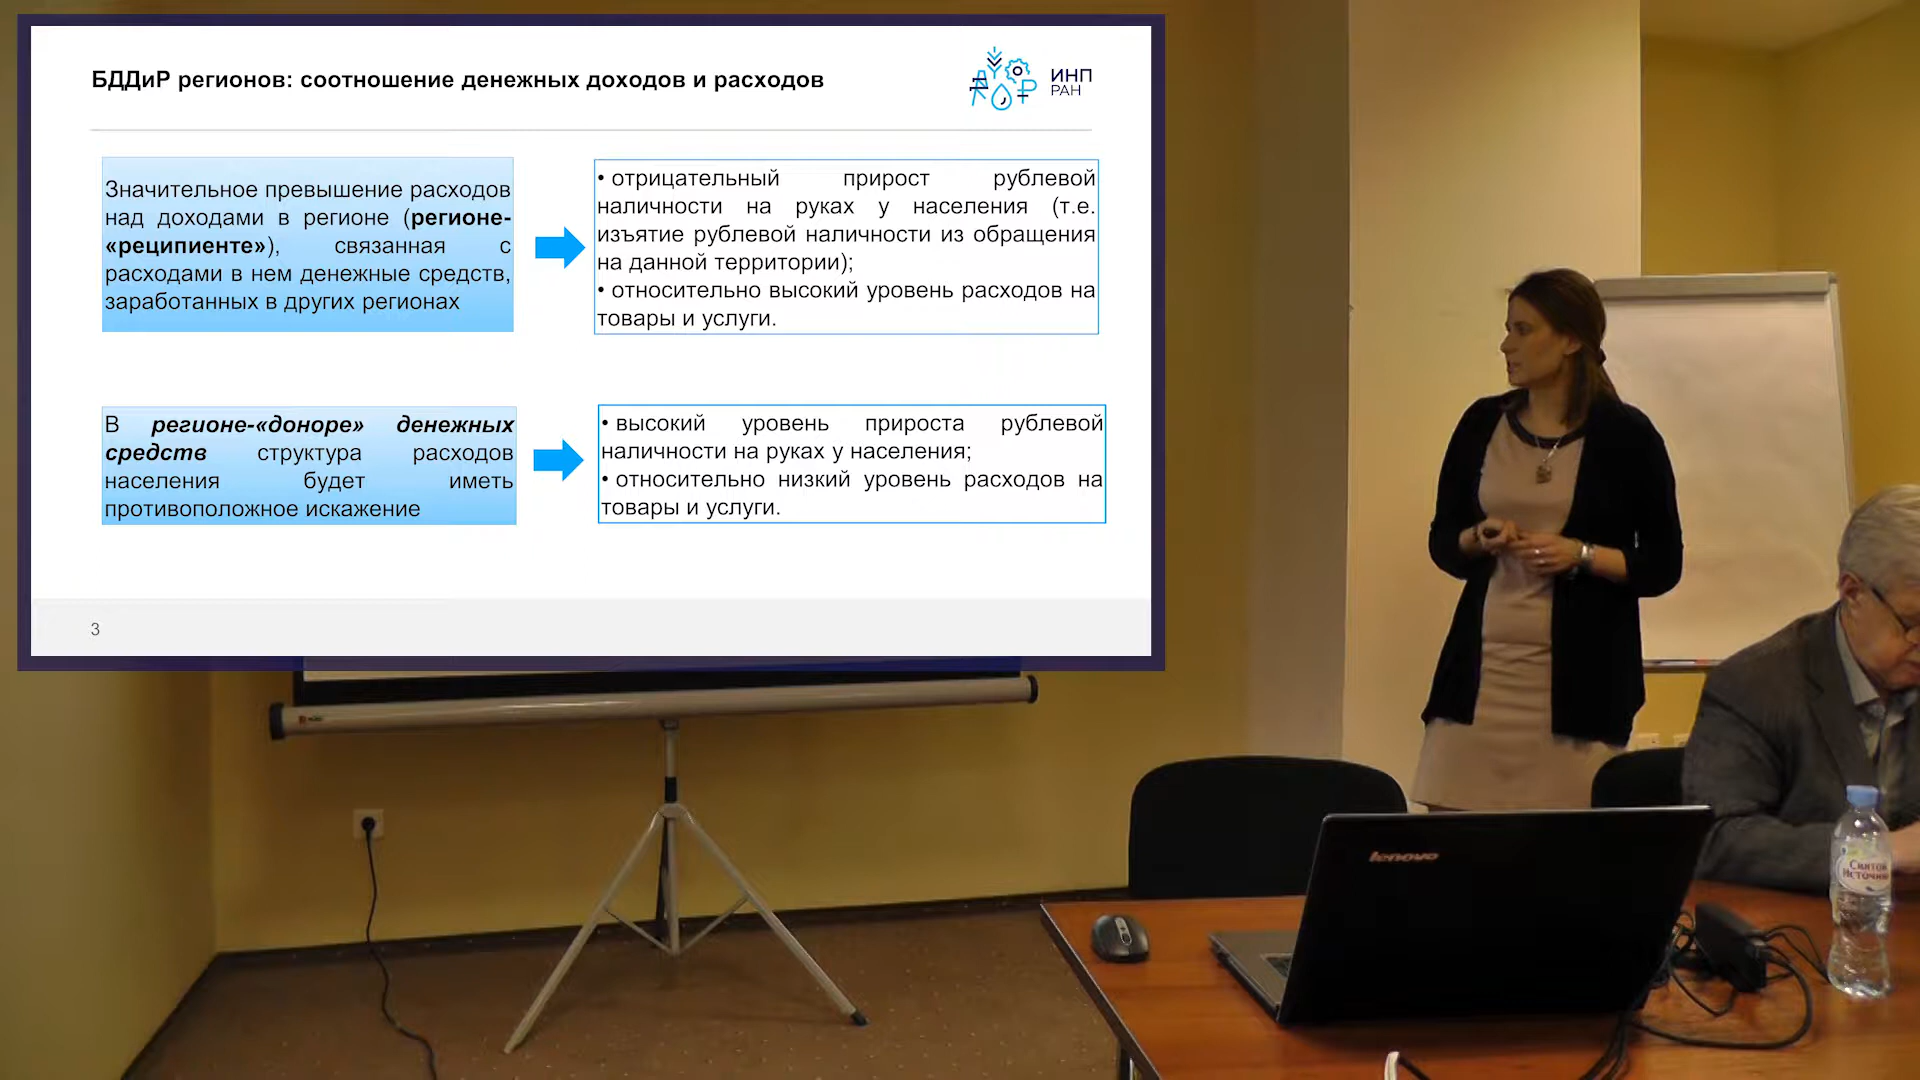 БДДиР регионов: соотношение денежных доходов и расходов
ИНП
РАН
Значительное превышение расходов
над доходами в регионе (регионе-
«реципиенте»), связанная с
расходами в нем денежные средств,
заработанных в других регионах
• отрицательный прирост рублевой
наличности на руках у населения (т.е.
изъятие рублевой наличности из обращения
на данной территории);
• относительно высокий уровень расходов на
товары и услуги.
В регионе-«доноре» денежных
средств структура расходов
населения будет иметь
противоположное искажение
• высокий уровень прироста рублевой
наличности на руках у населения;
• относительно низкий уровень расходов на
товары и услуги.
3
lenovo
Святой
Источник